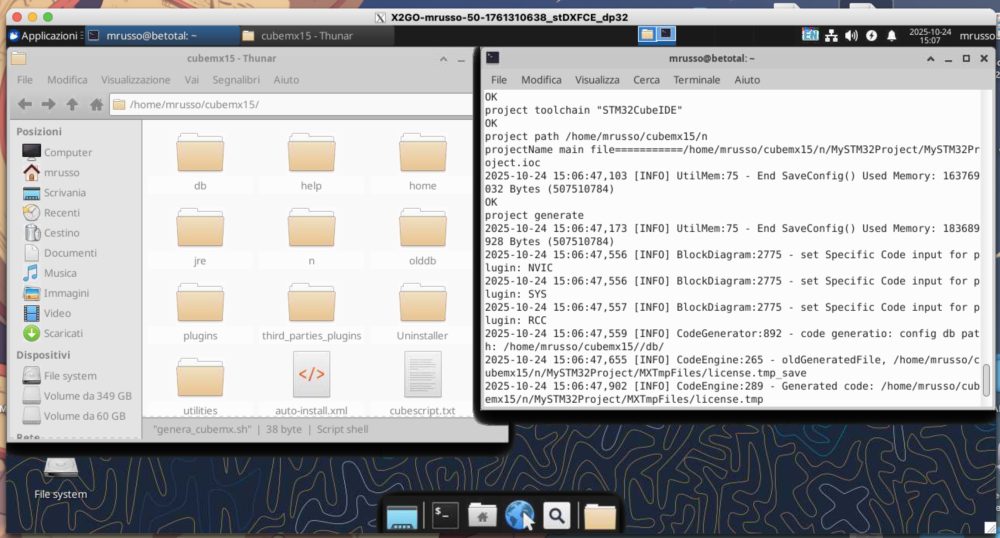 X2GO-mrusso-50-1761310638_stDXFCE_dp32
Applicazioni
mrusso@betotal: ~
cubemx15 - Thunar
EN
2025-10-24
15:07
mrusso
cubemx15 - Thunar
File Modifica Visualizzazione Vai Segnalibri Aiuto
/home/mrusso/cubemx15/
Posizioni
Computer
mrusso
Scrivania
Recenti
Cestino
Documenti
Musica
Immagini
Video
Scaricati
Dispositivi
File system
Volume da 349 GB
Volume da 60 GB
Rete
db help home
jre n olddb
plugins third_parties_plugins Uninstaller
</>
utilities auto-install.xml cubescript.txt
"genera_cubemx.sh" | 38 byte | Script shell
mrusso@betotal: ~
File Modifica Visualizza Cerca Terminale Aiuto
OK
project toolchain "STM32CubeIDE"
OK
project path /home/mrusso/cubemx15/n
projectName main file===========/home/mrusso/cubemx15/n/MySTM32Project/MySTM32Pr
oject.ioc
2025-10-24 15:06:47,103 [INFO] UtilMem:75 - End SaveConfig() Used Memory: 163769
032 Bytes (507510784)
OK
project generate
2025-10-24 15:06:47,173 [INFO] UtilMem:75 - End SaveConfig() Used Memory: 183689
928 Bytes (507510784)
2025-10-24 15:06:47,556 [INFO] BlockDiagram:2775 - set Specific Code input for p
lugin: NVIC
2025-10-24 15:06:47,556 [INFO] BlockDiagram:2775 - set Specific Code input for p
lugin: SYS
2025-10-24 15:06:47,557 [INFO] BlockDiagram:2775 - set Specific Code input for p
lugin: RCC
2025-10-24 15:06:47,559 [INFO] CodeGenerator:892 - code generatio: config db pat
h: /home/mrusso/cubemx15//db/
2025-10-24 15:06:47,655 [INFO] CodeEngine:265 - oldGeneratedFile, /home/mrusso/c
ubemx15/n/MySTM32Project/MXTmpFiles/license.tmp_save
2025-10-24 15:06:47,902 [INFO] CodeEngine:289 - Generated code: /home/mrusso/cub
emx15/n/MySTM32Project/MXTmpFiles/license.tmp
File system
$_